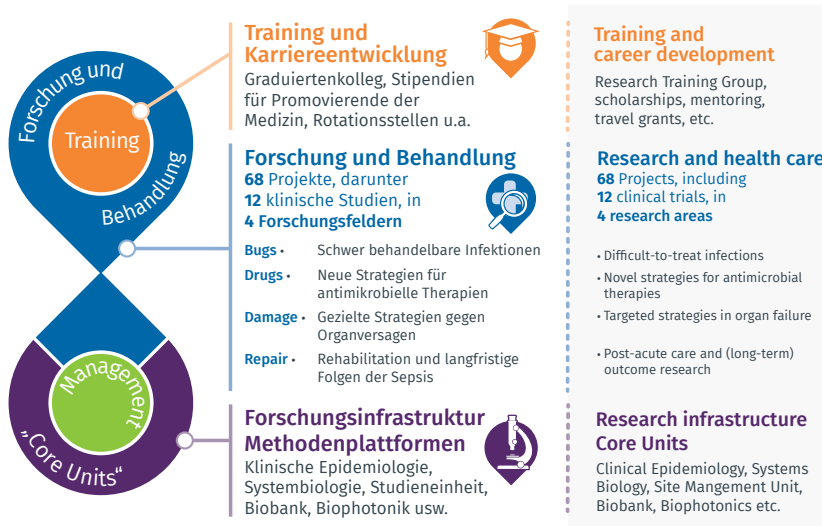 Forschung und
Behandlung
Training
Management
„Core Units“
Training und
Karriereentwicklung
Graduiertenkolleg, Stipendien
für Promovierende der
Medizin, Rotationsstellen u.a.
Forschung und Behandlung
68 Projekte, darunter
12 klinische Studien, in
4 Forschungsfeldern
Bugs • Schwer behandelbare Infektionen
Drugs • Neue Strategien für
antimikrobielle Therapien
Damage • Gezielte Strategien gegen
Organversagen
Repair • Rehabilitation und langfristige
Folgen der Sepsis
Forschungsinfrastruktur
Methodenplattformen
Klinische Epidemiologie,
Systembiologie, Studieneinheit,
Biobank, Biophotonik usw.
Training and
career development
Research Training Group,
scholarships, mentoring,
travel grants, etc.
Research and health care
68 Projects, including
12 clinical trials, in
4 research areas
• Difficult-to-treat infections
• Novel strategies for antimicrobial
therapies
• Targeted strategies in organ failure
• Post-acute care and (long-term)
outcome research
Research infrastructure
Core Units
Clinical Epidemiology, Systems
Biology, Site Mangement Unit,
Biobank, Biophotonics etc.